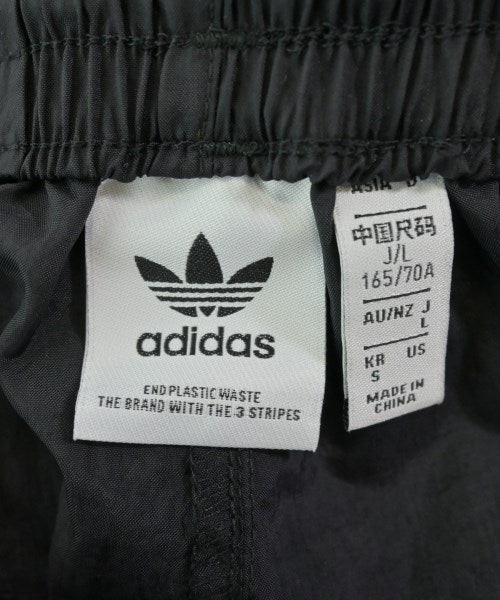 adidas
END PLASTIC WASTE
THE BRAND WITH THE 3 STRIPES
ASIA
中国尺码
J/L
165/70A
AU/NZ J
L
KR US
S
MADE IN
CHINA